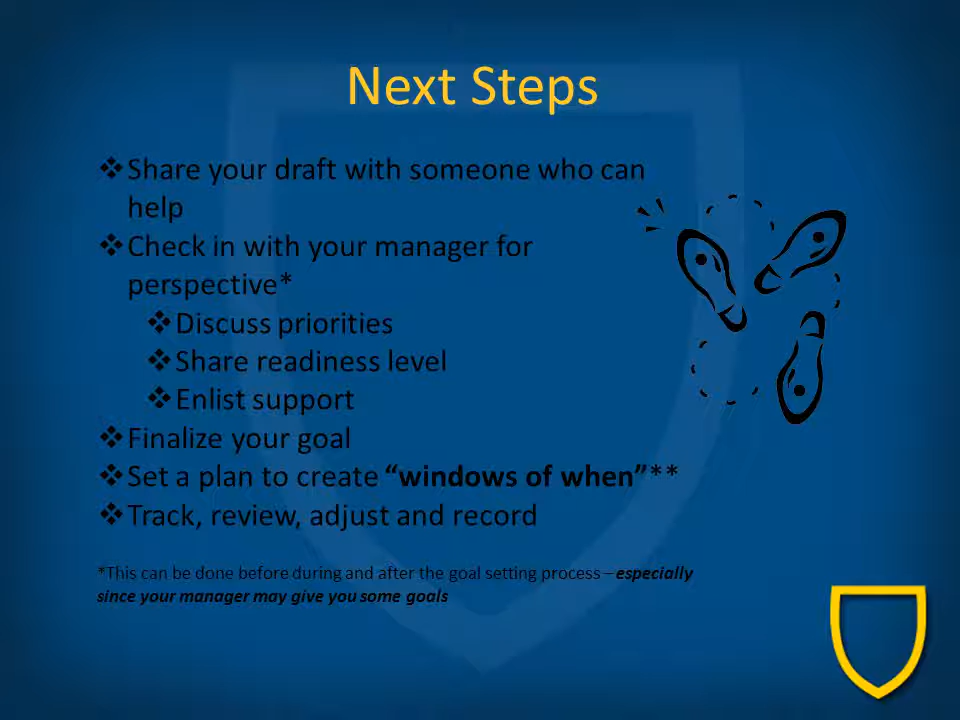 Next Steps
❖Share your draft with someone who can
help
❖Check in with your manager for
perspective*
❖Discuss priorities
❖Share readiness level
❖Enlist support
❖Finalize your goal
❖Set a plan to create “windows of when”**
❖Track, review, adjust and record
*This can be done before during and after the goal setting process – especially
since your manager may give you some goals